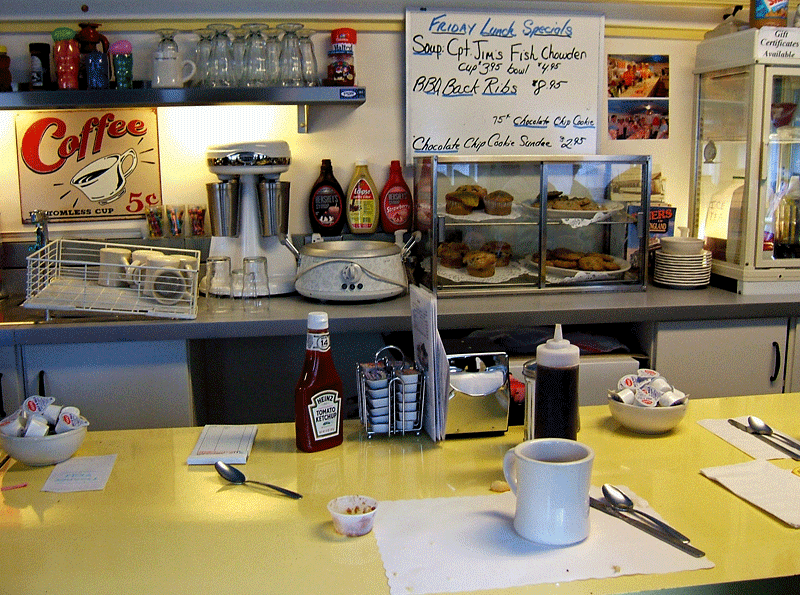 FRIDAY Lunch Specials
Soup: Cpt Jim's Fish Chowder
Cup $3.95 bowl $4.95
BBQ Back Ribs $8.95
75¢ Chocolate Chip Cookie
Chocolate Chip Cookie Sundae $2.95
Gift
Certificates
Available
Coffee
TOMLESS CUP 5¢
HERSHEY'S
HEINZ
TOMATO
KETCHUP